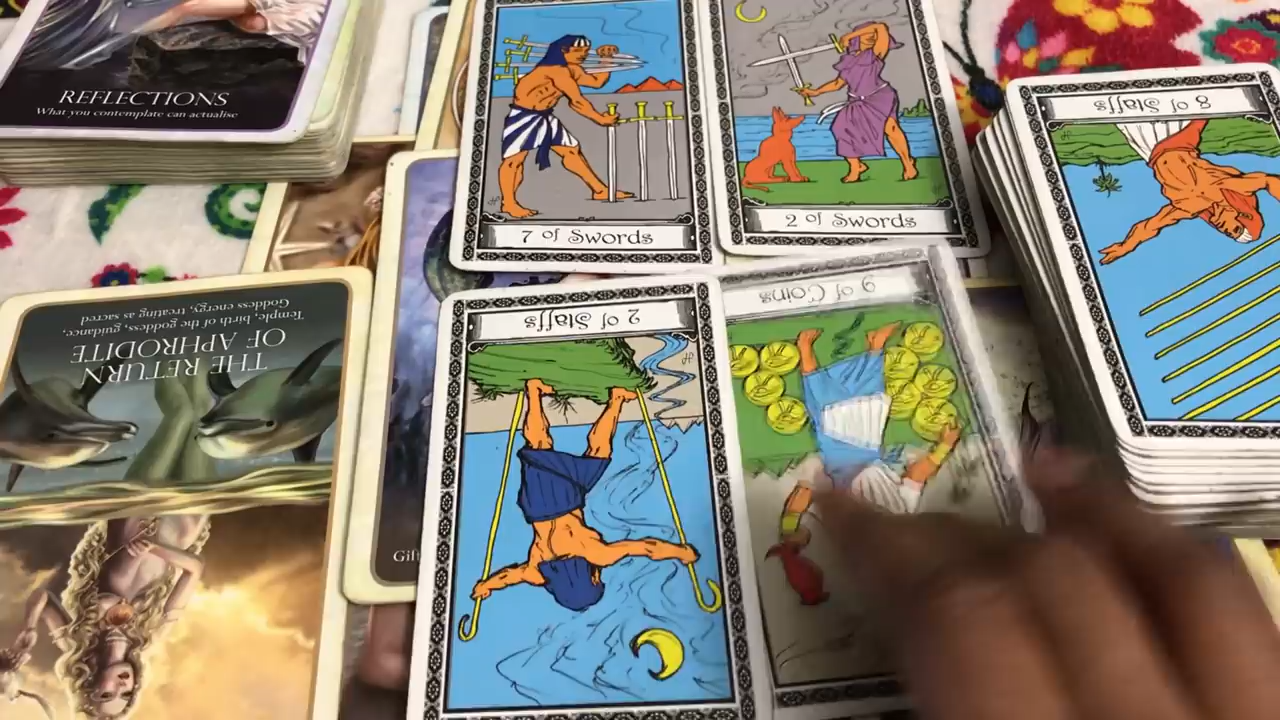 REFLECTIONS
What you contemplate can actualise
7 of Swords
2 of Swords
8 of Staffs
2 of Staffs
9 of Coins
THE RETURN
OF APHRODITE
Temple, birth of the goddess, guidance,
Goddess energy, treating as sacred